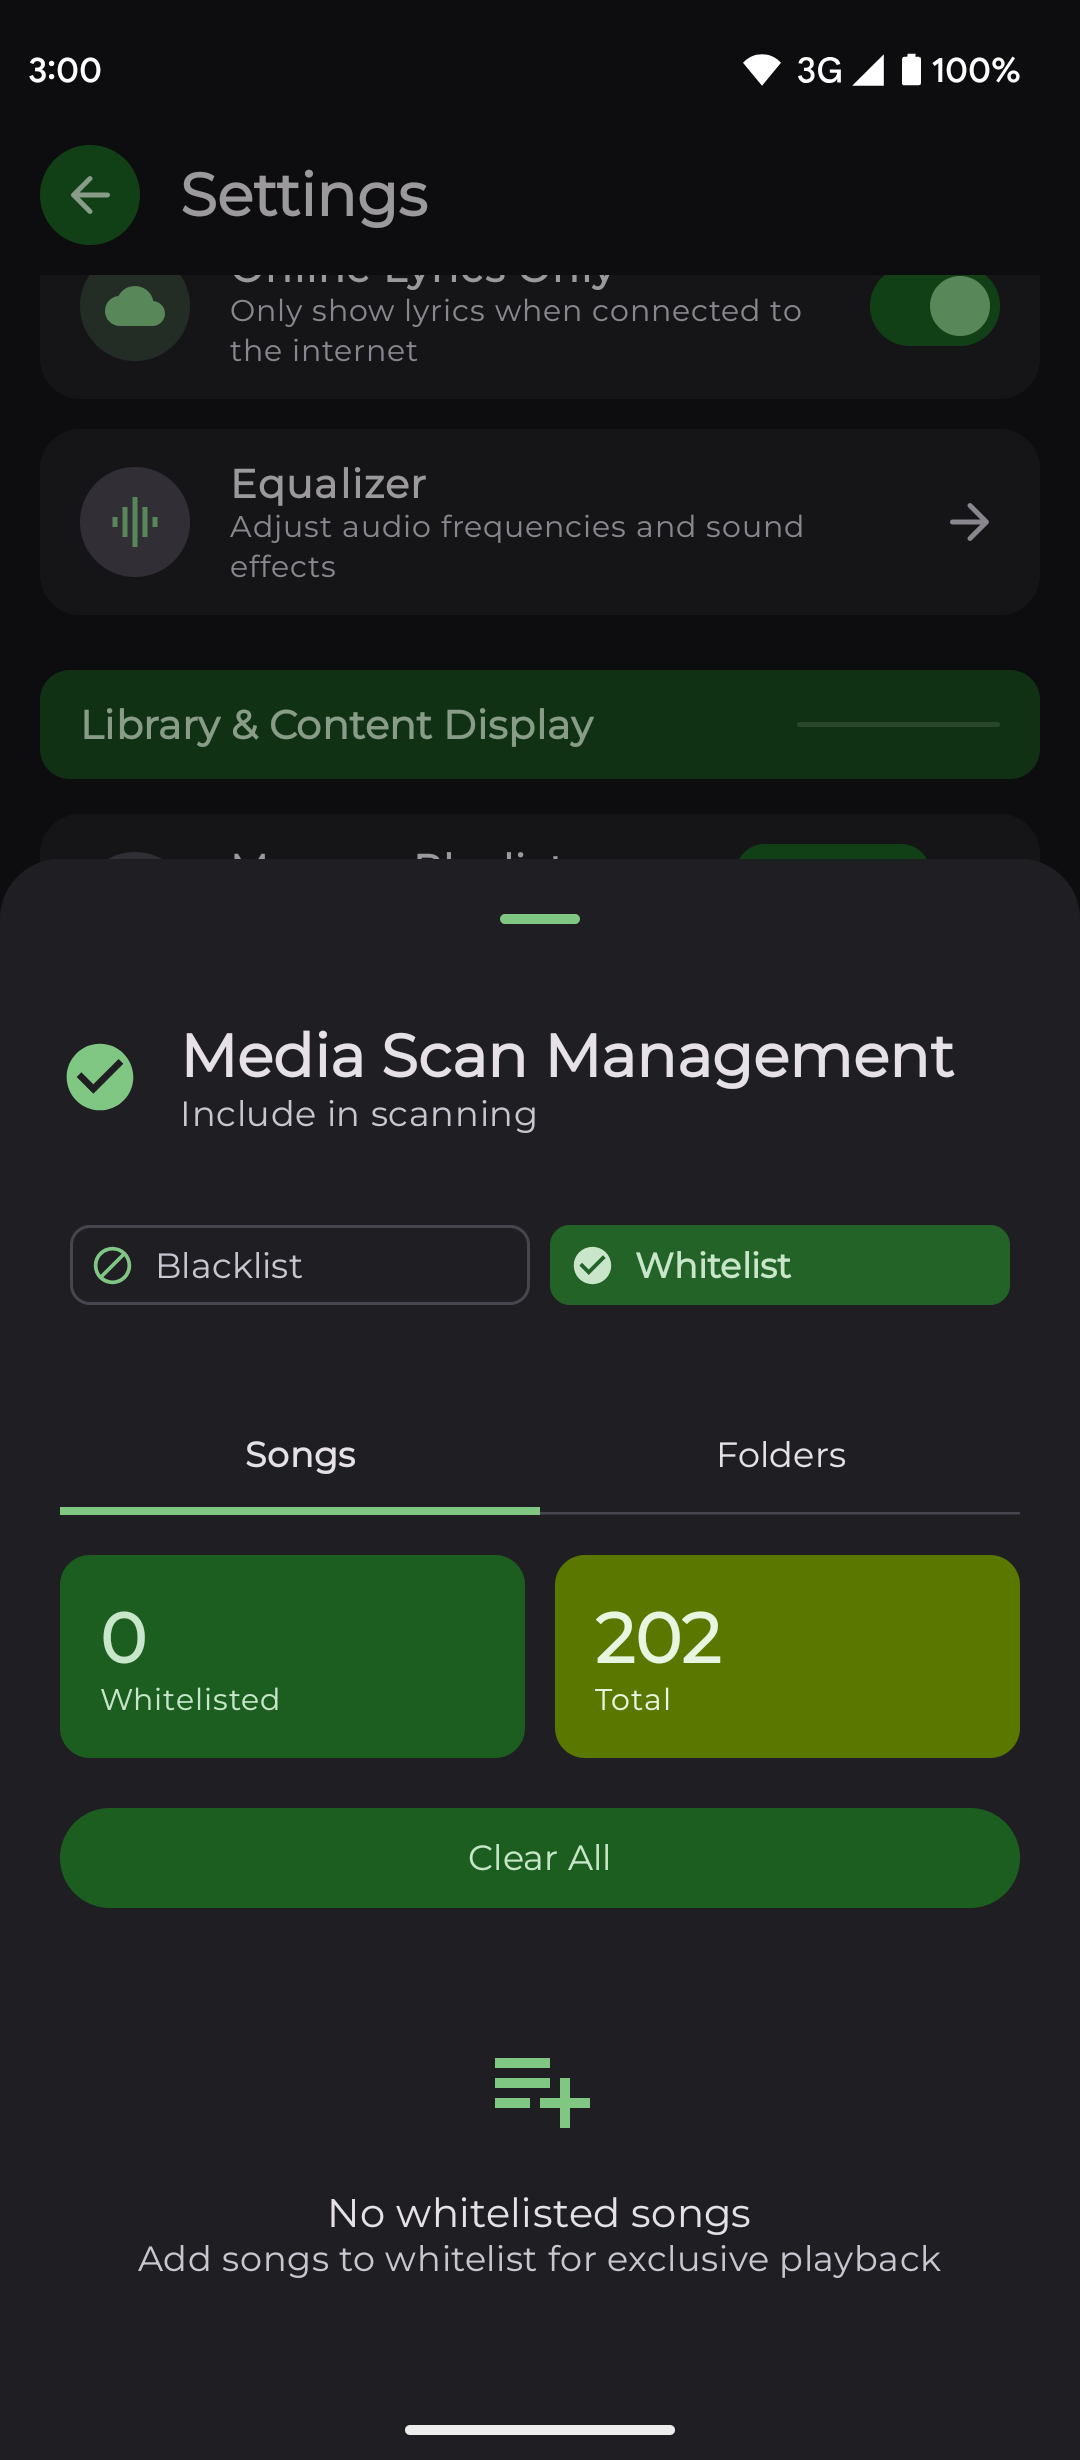 3:00
3G
100%
Settings
Online Lyrics Only
Only show lyrics when connected to
the internet
Equalizer
Adjust audio frequencies and sound
effects
Library & Content Display
Media Scan Management
Include in scanning
Blacklist
Whitelist
Songs
Folders
0
Whitelisted
202
Total
Clear All
No whitelisted songs
Add songs to whitelist for exclusive playback